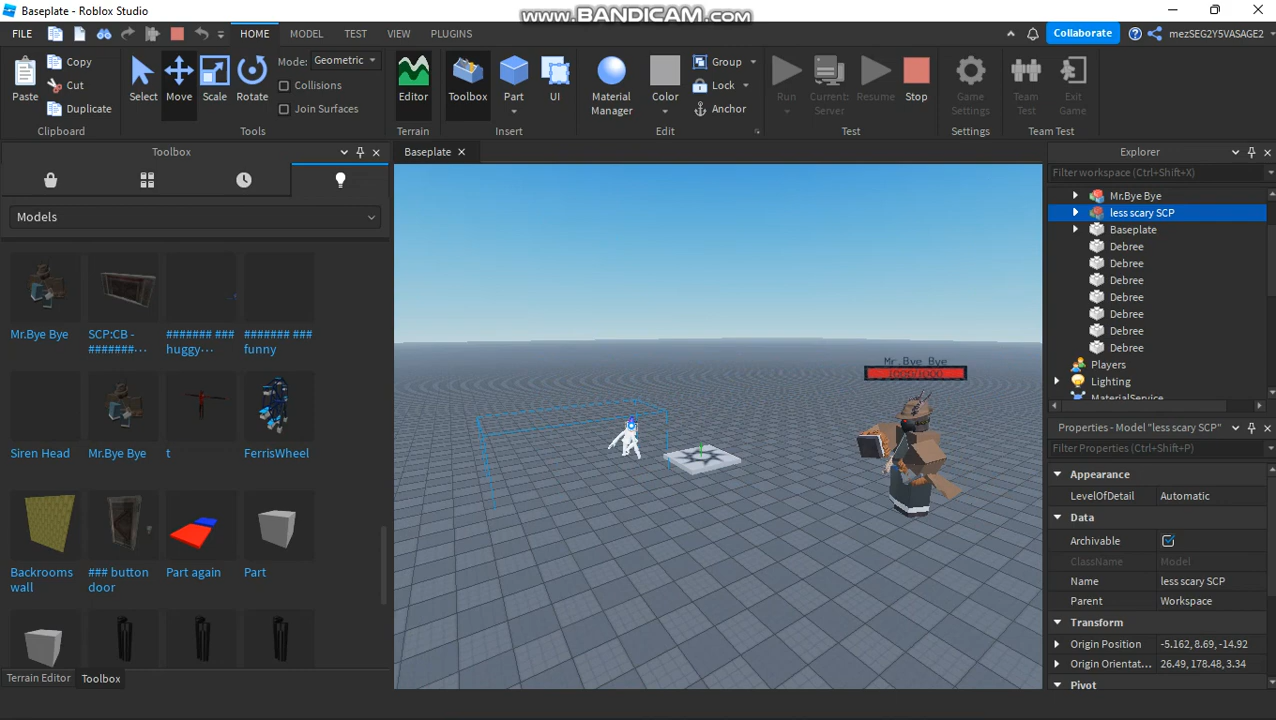 Baseplate - Roblox Studio
www.BANDICAM.com
FILE
HOME
MODEL
TEST
VIEW
PLUGINS
Collaborate
mezSEG2Y5VASAGE2
Paste
Copy
Cut
Duplicate
Clipboard
Select
Move
Scale
Rotate
Mode: Geometric
Collisions
Join Surfaces
Tools
Editor
Terrain
Toolbox
Part
UI
Insert
Material
Manager
Color
Group
Lock
Anchor
Edit
Run
Current:
Server
Resume
Stop
Test
Game
Settings
Settings
Team
Test
Exit
Game
Team Test
Toolbox
Models
Mr.Bye Bye
SCP:CB -
#######...
####### ###
huggy...
####### ###
funny
Siren Head
Mr.Bye Bye
t
FerrisWheel
Backrooms
wall
### button
door
Part again
Part
Terrain Editor
Toolbox
Baseplate
Mr.Bye Bye
Explorer
Filter workspace (Ctrl+Shift+X)
Mr.Bye Bye
less scary SCP
Baseplate
Debree
Debree
Debree
Debree
Debree
Debree
Debree
Players
Lighting
MaterialService
Properties - Model "less scary SCP"
Filter Properties (Ctrl+Shift+P)
Appearance
LevelOfDetail Automatic
Data
Archivable
ClassName Model
Name less scary SCP
Parent Workspace
Transform
Origin Position -5.162, 8.69, -14.92
Origin Orientat... 26.49, 178.48, 3.34
Pivot